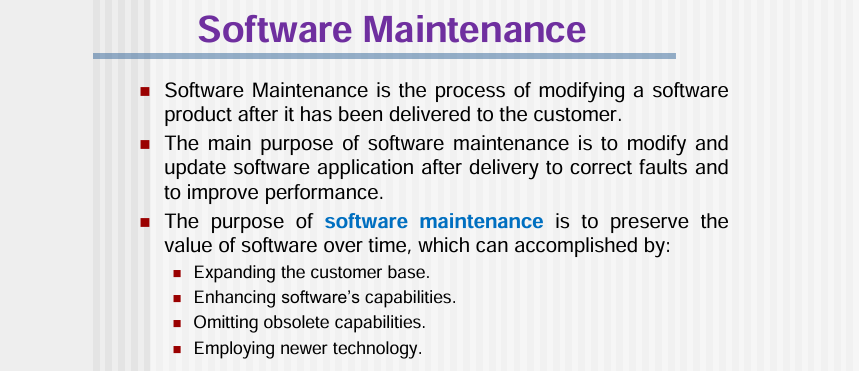 Software Maintenance
Software Maintenance is the process of modifying a software
product after it has been delivered to the customer.
The main purpose of software maintenance is to modify and
update software application after delivery to correct faults and
to improve performance.
The purpose of software maintenance is to preserve the
value of software over time, which can accomplished by:
Expanding the customer base.
Enhancing software's capabilities.
Omitting obsolete capabilities.
Employing newer technology.